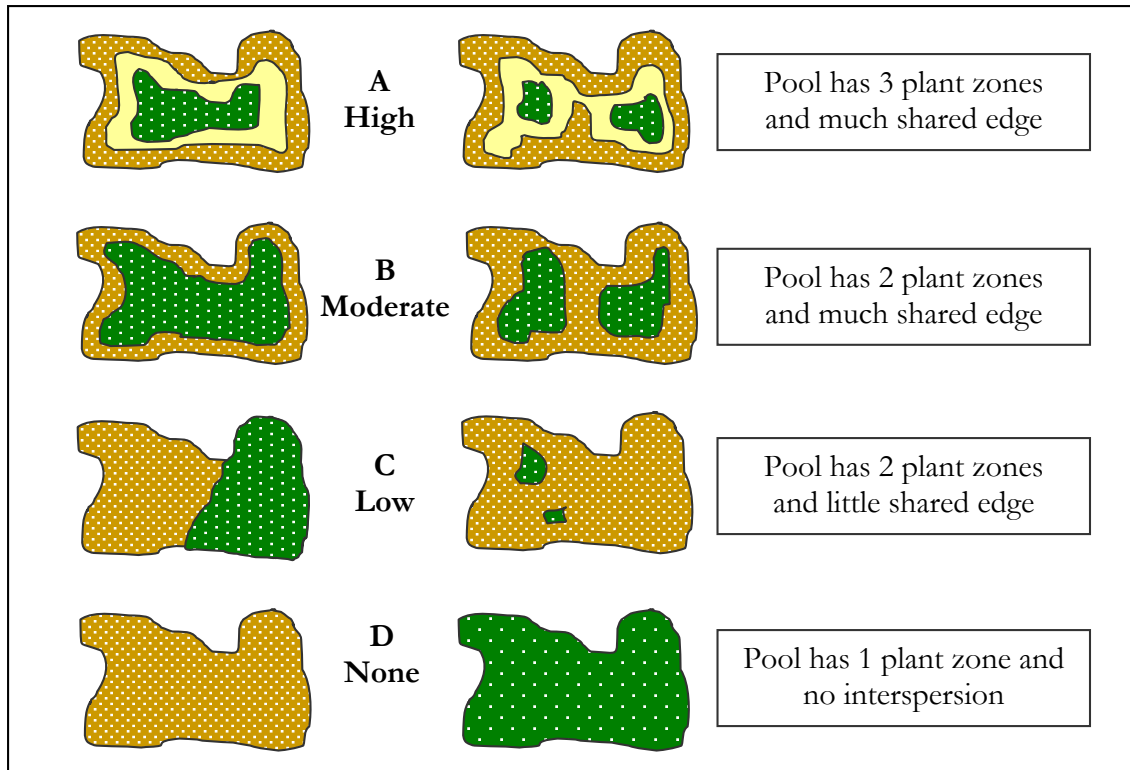 A
High
Pool has 3 plant zones
and much shared edge
B
Moderate
Pool has 2 plant zones
and much shared edge
C
Low
Pool has 2 plant zones
and little shared edge
D
None
Pool has 1 plant zone and
no interspersion